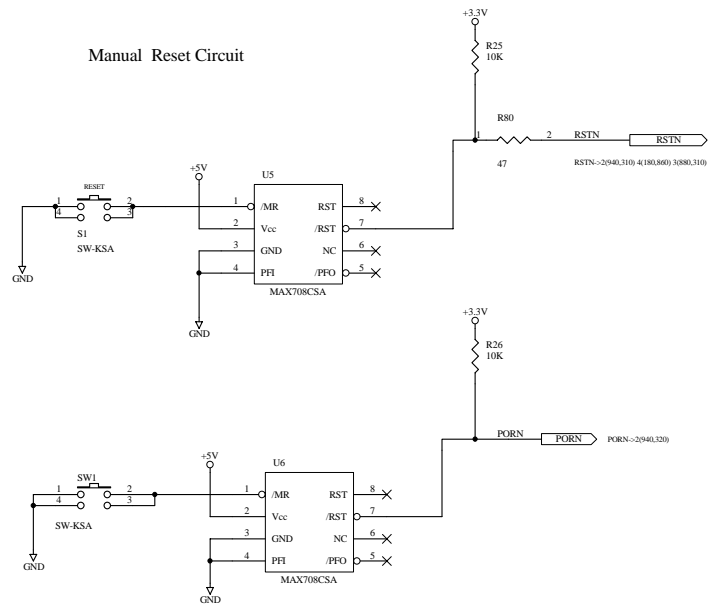 Manual Reset Circuit
+3.3V
R25
10K
R80
1
2
RSTN
RSTN
47
RSTN->2(940,310) 4(180,860) 3(880,310)
+5V
U5
RESET
1
2
4
3
S1
SW-KSA
GND
1
/MR
RST
8
2
Vcc
/RST
7
3
GND
NC
6
4
PFI
/PFO
5
MAX708CSA
GND
+3.3V
R26
10K
PORN
PORN
PORN->2(940,320)
+5V
U6
SW1
1
2
4
3
SW-KSA
GND
1
/MR
RST
8
2
Vcc
/RST
7
3
GND
NC
6
4
PFI
/PFO
5
MAX708CSA
GND